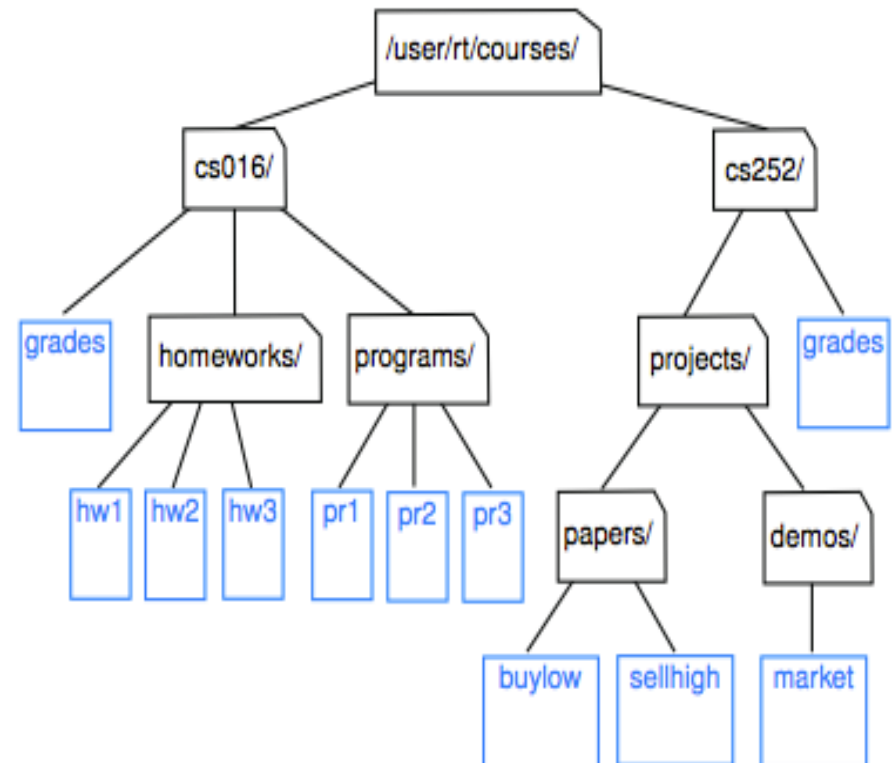 /user/rt/courses/
cs016/
cs252/
grades
homeworks/
programs/
projects/
grades
hw1
hw2
hw3
pr1
pr2
pr3
papers/
demos/
buylow
sellhigh
market